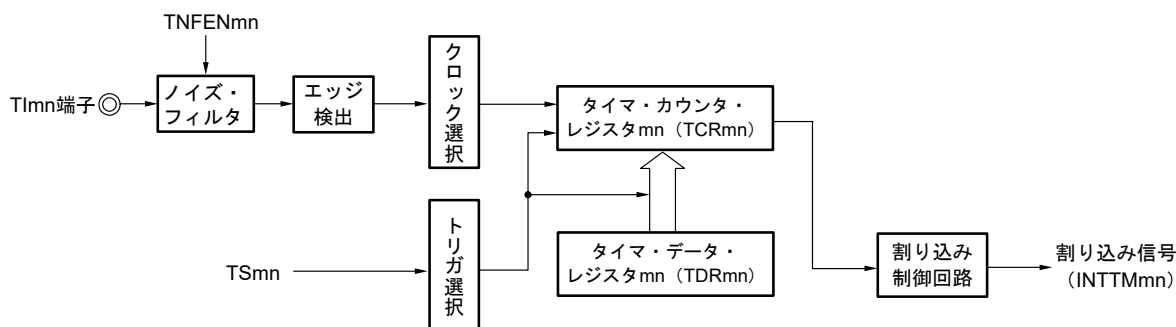 TNFENmn
TImn端子
ノイズ・
フィルタ
エッジ
検出
クロック選択
タイマ・カウンタ・
レジスタmn（TCRmn）
TSmn
トリガ選択
タイマ・データ・
レジスタmn（TDRmn）
割り込み
制御回路
割り込み信号
（INTTMmn）